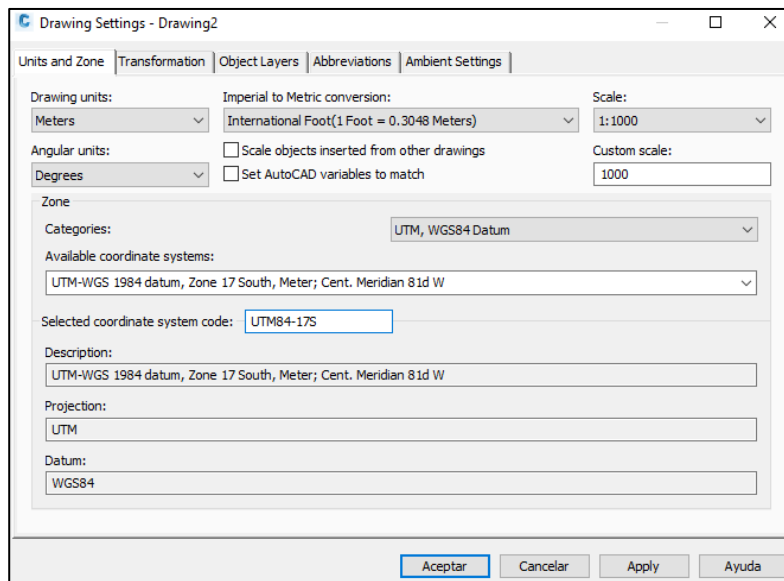 Drawing Settings - Drawing2
Units and Zone Transformation Object Layers Abbreviations Ambient Settings
Drawing units: Imperial to Metric conversion: Scale:
Meters International Foot(1 Foot = 0.3048 Meters) 1:1000
Angular units: Scale objects inserted from other drawings Custom scale:
Degrees Set AutoCAD variables to match 1000
Zone
Categories: UTM, WGS84 Datum
Available coordinate systems:
UTM-WGS 1984 datum, Zone 17 South, Meter; Cent. Meridian 81d W
Selected coordinate system code: UTM84-17S
Description:
UTM-WGS 1984 datum, Zone 17 South, Meter; Cent. Meridian 81d W
Projection:
UTM
Datum:
WGS84
Aceptar Cancelar Apply Ayuda